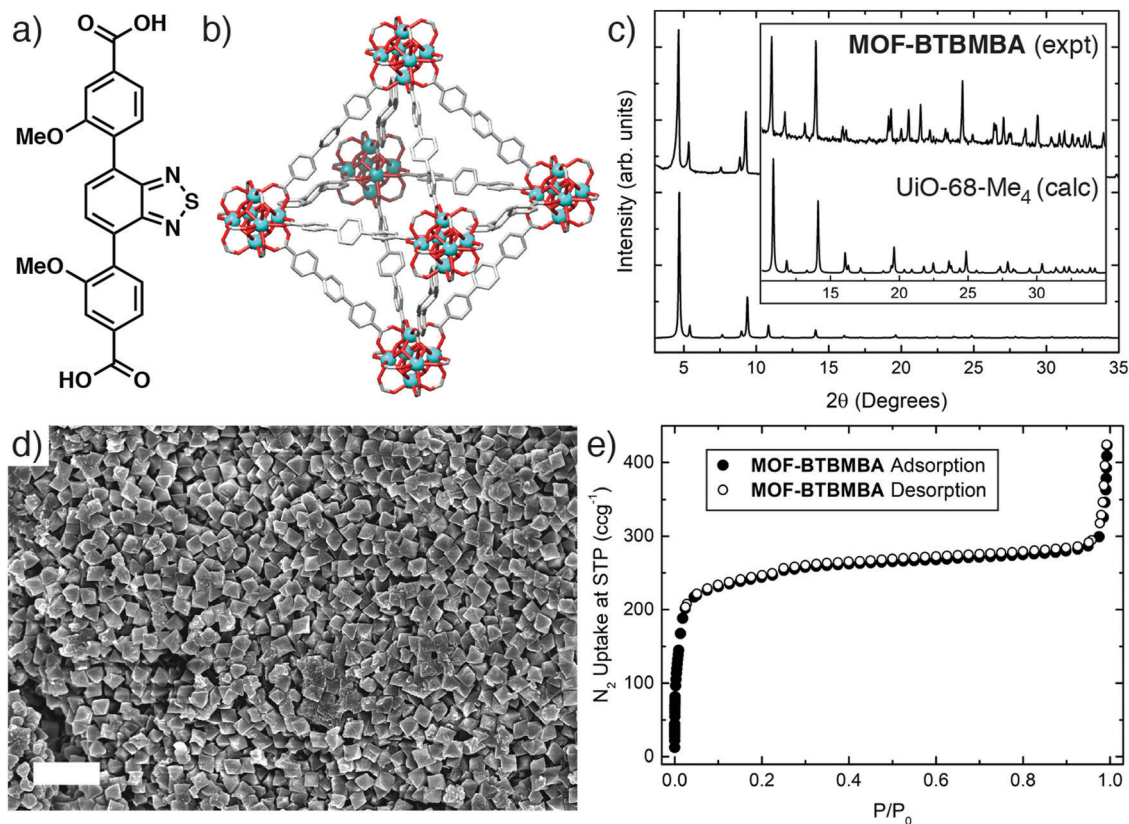 a)
O
OH
MeO
N
S
N
MeO
HO
O
b)
c)
MOF-BTBMBA (expt)
UiO-68-Me₄ (calc)
15 20 25 30
Intensity (arb. units)
5 10 15 20 25 30 35
2θ (Degrees)
d)
e)
MOF-BTBMBA Adsorption
MOF-BTBMBA Desorption
N₂ Uptake at STP (ccg⁻¹)
400
300
200
100
0
0.0 0.2 0.4 0.6 0.8 1.0
P/P₀